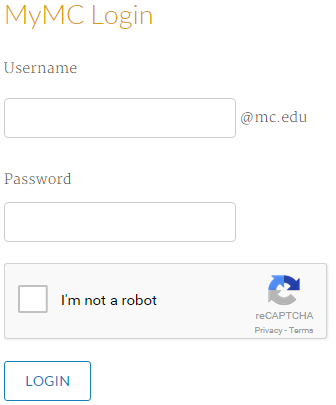 MyMC Login
Username
@mc.edu
Password
I'm not a robot
reCAPTCHA
Privacy - Terms
LOGIN